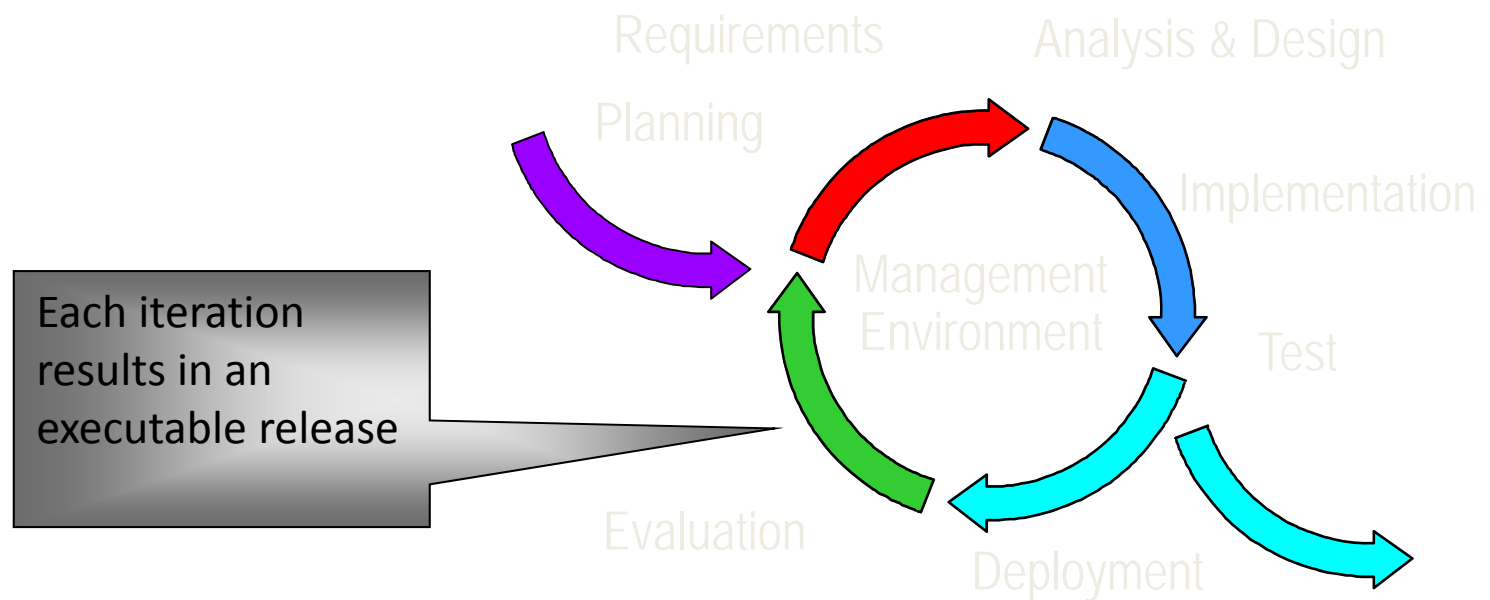 Requirements
Analysis & Design
Planning
Implementation
Management
Environment
Each iteration
results in an
executable release
Test
Evaluation
Deployment